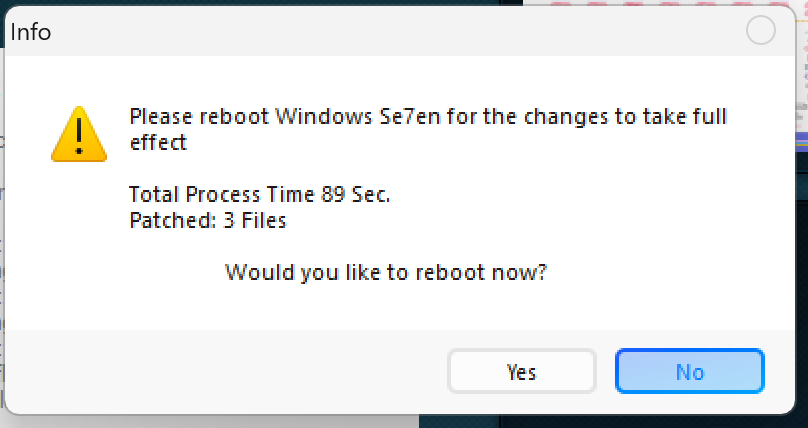 Info
Please reboot Windows Se7en for the changes to take full
effect
Total Process Time 89 Sec.
Patched: 3 Files
Would you like to reboot now?
Yes
No